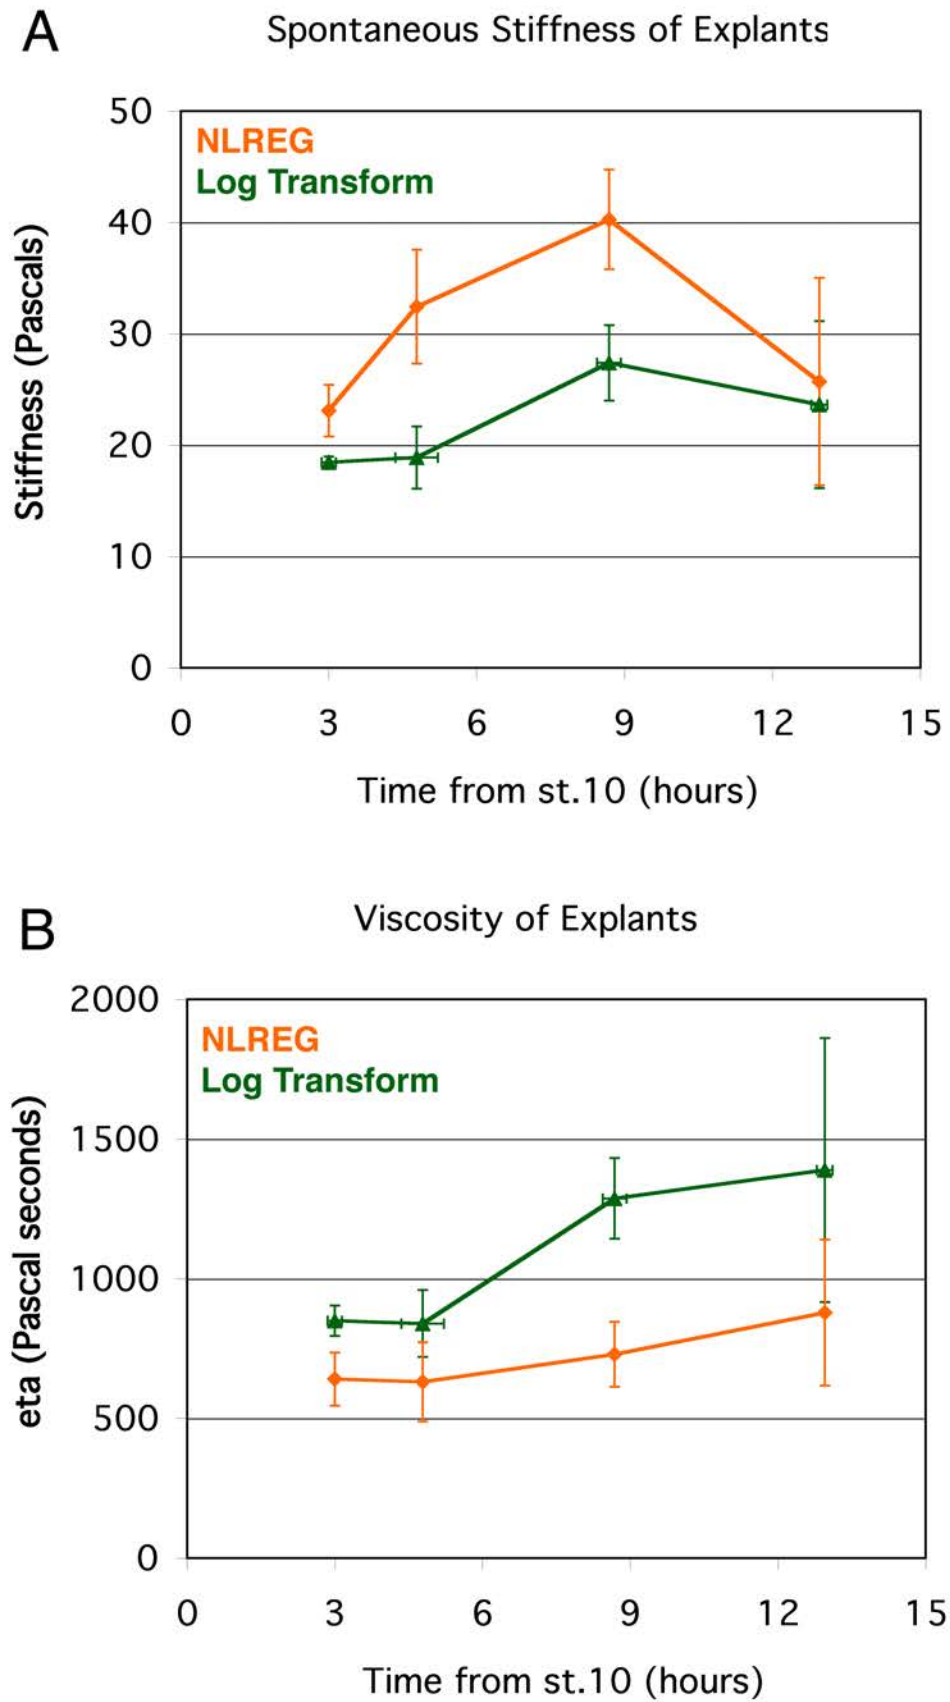 A
Spontaneous Stiffness of Explants
50
NLREG
Log Transform
40
30
20
10
0
Stiffness (Pascals)
0 3 6 9 12 15
Time from st.10 (hours)
B
Viscosity of Explants
2000
NLREG
Log Transform
1500
1000
500
0
eta (Pascal seconds)
0 3 6 9 12 15
Time from st.10 (hours)